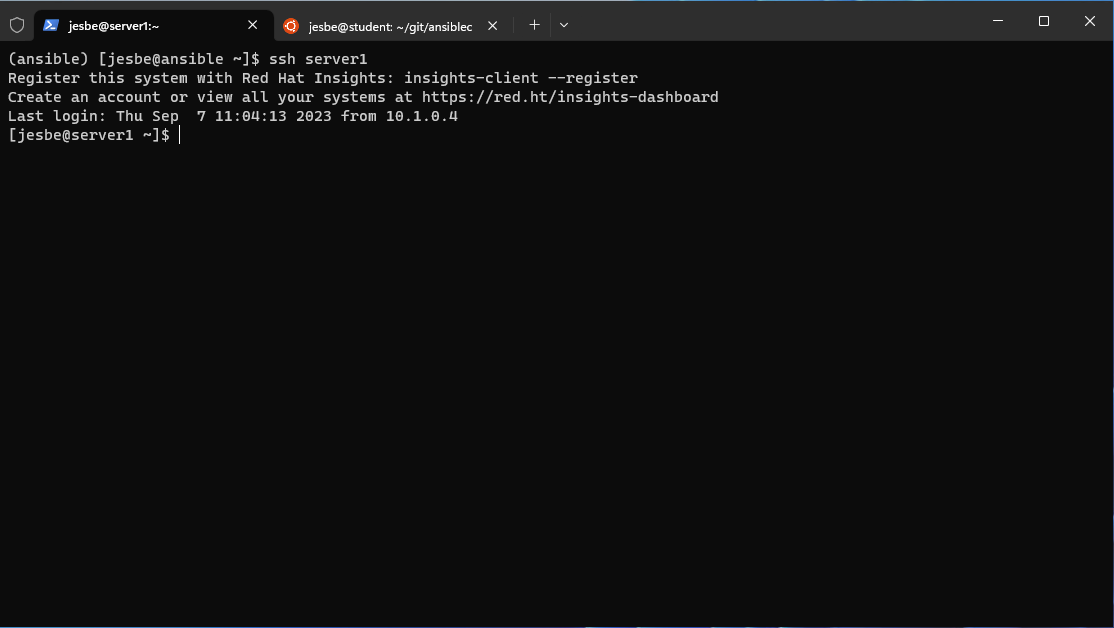 jesbe@server1:~
jesbe@student: ~/git/ansiblec
(ansible) [jesbe@ansible ~]$ ssh server1
Register this system with Red Hat Insights: insights-client --register
Create an account or view all your systems at https://red.ht/insights-dashboard
Last login: Thu Sep  7 11:04:13 2023 from 10.1.0.4
[jesbe@server1 ~]$